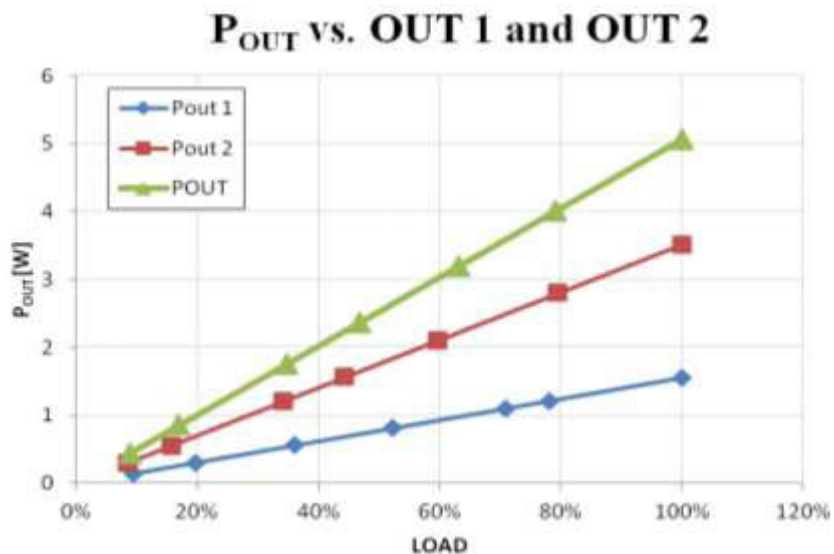 POUT vs. OUT 1 and OUT 2
6
5
4
3
2
1
0
Pout 1
Pout 2
POUT
POUT[W]
0% 20% 40% 60% 80% 100% 120%
LOAD